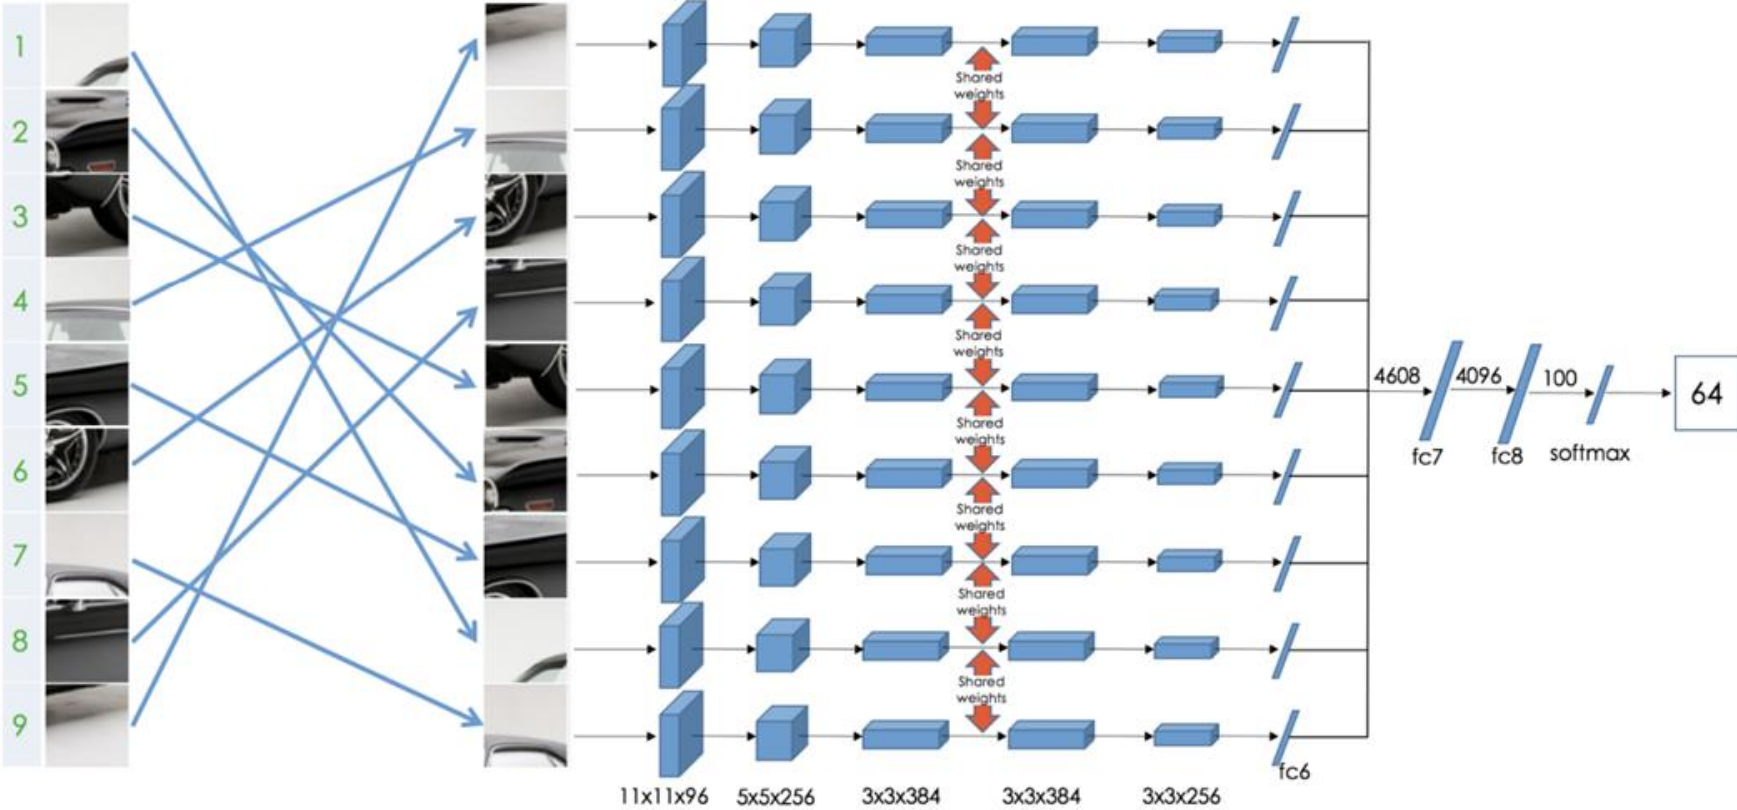 1
2
3
4
5
6
7
8
9
Shared
weights
Shared
weights
Shared
weights
Shared
weights
Shared
weights
Shared
weights
Shared
weights
Shared
weights
4608
4096
100
64
fc7
fc8
softmax
fc6
11x11x96
5x5x256
3x3x384
3x3x384
3x3x256